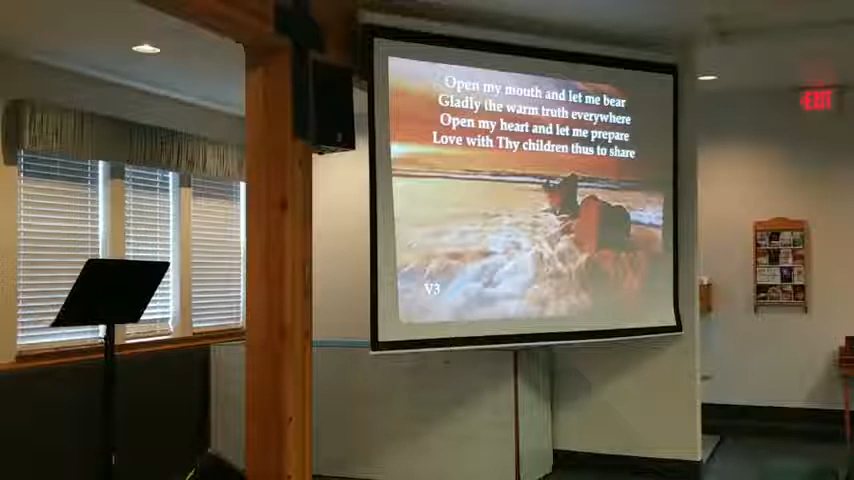 Open my mouth and let me bear
Gladly the warm truth everywhere
Open my heart and let me prepare
Love with Thy children thus to share
V3
EXIT